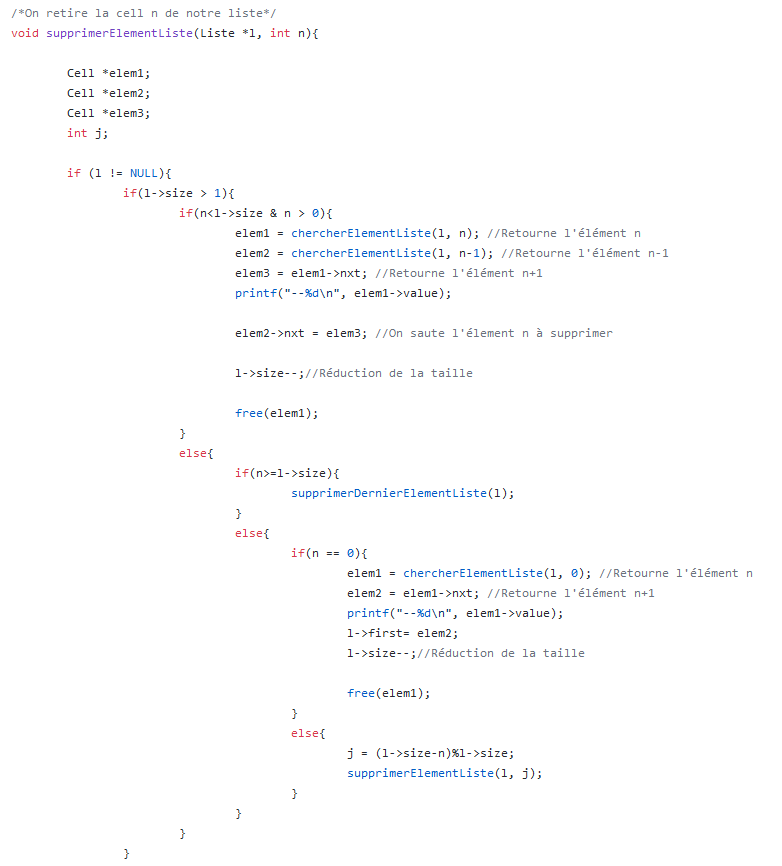 /*On retire la cell n de notre liste*/
void supprimerElementListe(Liste *l, int n){
Cell *elem1;
Cell *elem2;
Cell *elem3;
int j;
if (l != NULL){
if(l->size > 1){
if(n<l->size & n > 0){
elem1 = chercherElementListe(l, n); //Retourne l'élément n
elem2 = chercherElementListe(l, n-1); //Retourne l'élément n-1
elem3 = elem1->nxt; //Retourne l'élément n+1
printf("--%d\n", elem1->value);
elem2->nxt = elem3; //On saute l'élement n à supprimer
l->size--;//Réduction de la taille
free(elem1);
}
else{
if(n>=l->size){
supprimerDernierElementListe(l);
}
else{
if(n == 0){
elem1 = chercherElementListe(l, 0); //Retourne l'élément n
elem2 = elem1->nxt; //Retourne l'élément n+1
printf("--%d\n", elem1->value);
l->first= elem2;
l->size--;//Réduction de la taille
free(elem1);
}
else{
j = (l->size-n)%l->size;
supprimerElementListe(l, j);
}
}
}
}